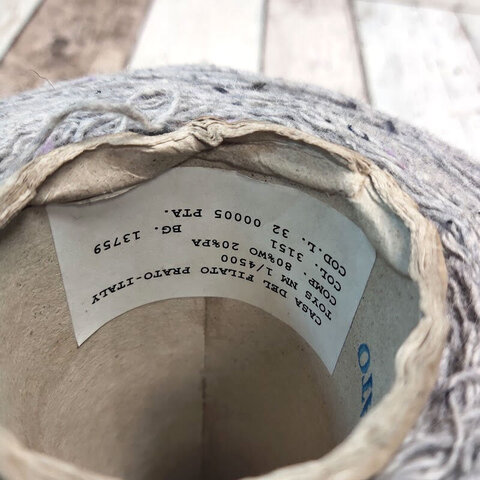 CASA DEL FILATO PRATO-ITALY
TOYS NM 1/4500
COMP. 80%WO 20%PA
COL. 3151 BG. 13759
COD.L. 32 00005 PTA.